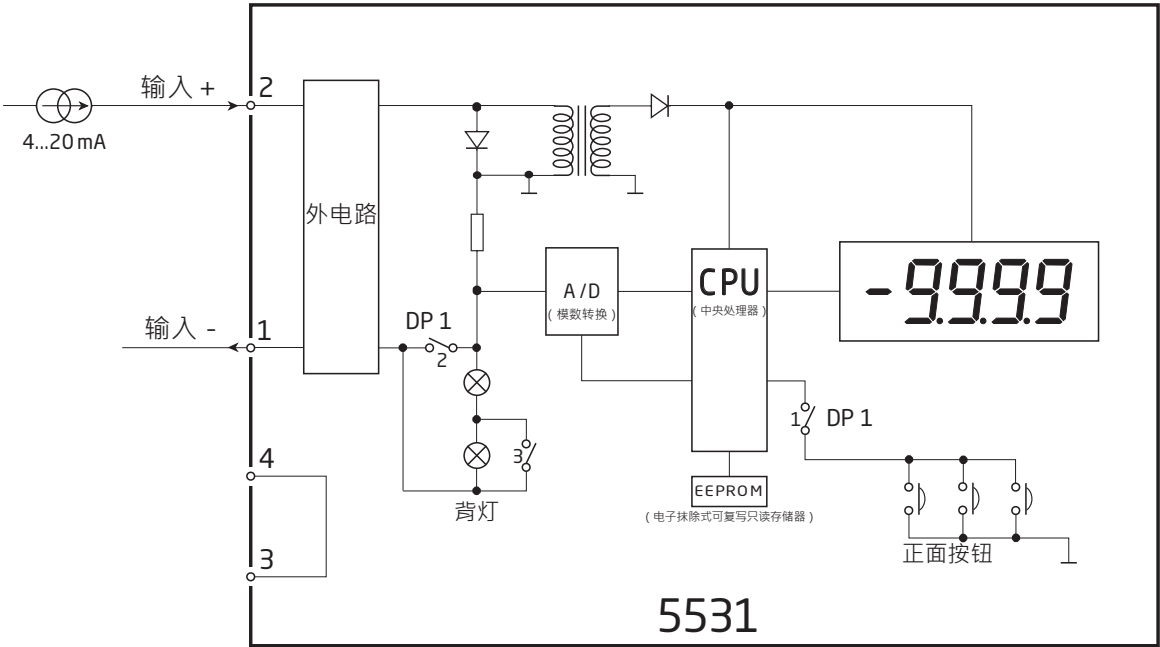 输入 +
2
4...20 mA
外电路
输入 -
1
DP 1
2
A/D
(模数转换)
CPU
(中央处理器)
-9.9.9.9
1
DP 1
3
4
背灯
EEPROM
(电子抹除式可复写只读存储器)
正面按钮
3
5531